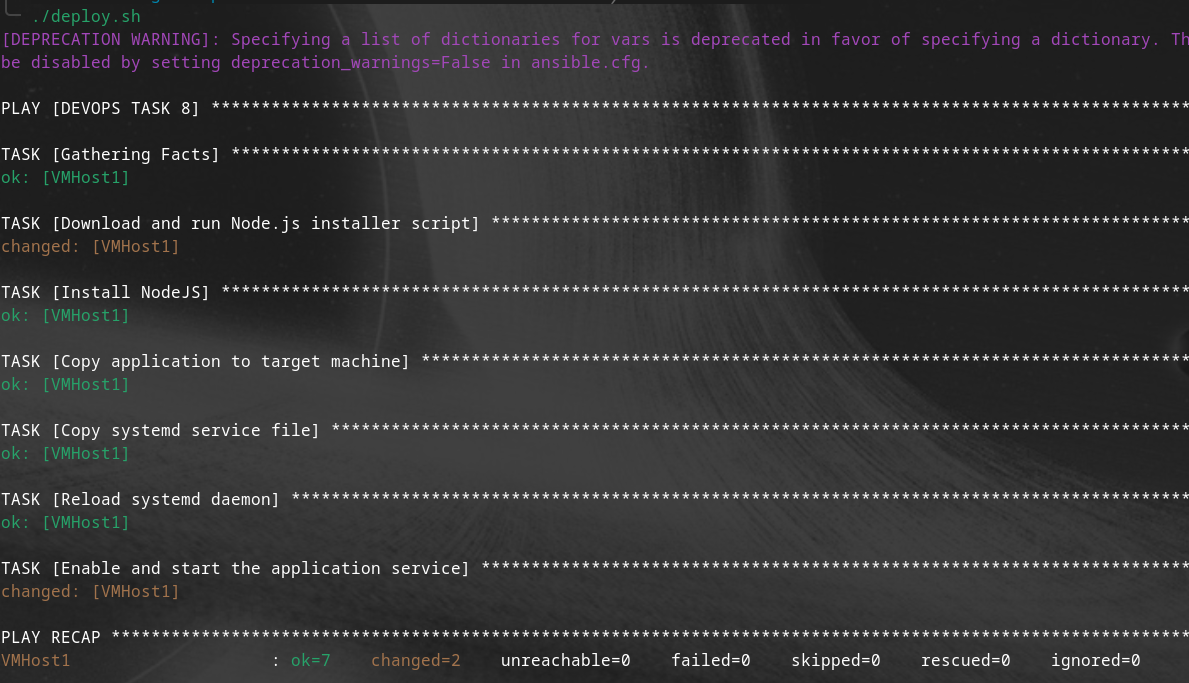 ./deploy.sh
[DEPRECATION WARNING]: Specifying a list of dictionaries for vars is deprecated in favor of specifying a dictionary.
be disabled by setting deprecation_warnings=False in ansible.cfg.
PLAY [DEVOPS TASK 8] **************************************************************************************************
TASK [Gathering Facts] ************************************************************************************************
ok: [VMHost1]
TASK [Download and run Node.js installer script] **********************************************************************
changed: [VMHost1]
TASK [Install NodeJS] *************************************************************************************************
ok: [VMHost1]
TASK [Copy application to target machine] *****************************************************************************
ok: [VMHost1]
TASK [Copy systemd service file] **************************************************************************************
ok: [VMHost1]
TASK [Reload systemd daemon] ******************************************************************************************
ok: [VMHost1]
TASK [Enable and start the application service] ***********************************************************************
changed: [VMHost1]
PLAY RECAP ************************************************************************************************************
VMHost1                    : ok=7    changed=2    unreachable=0    failed=0    skipped=0    rescued=0    ignored=0